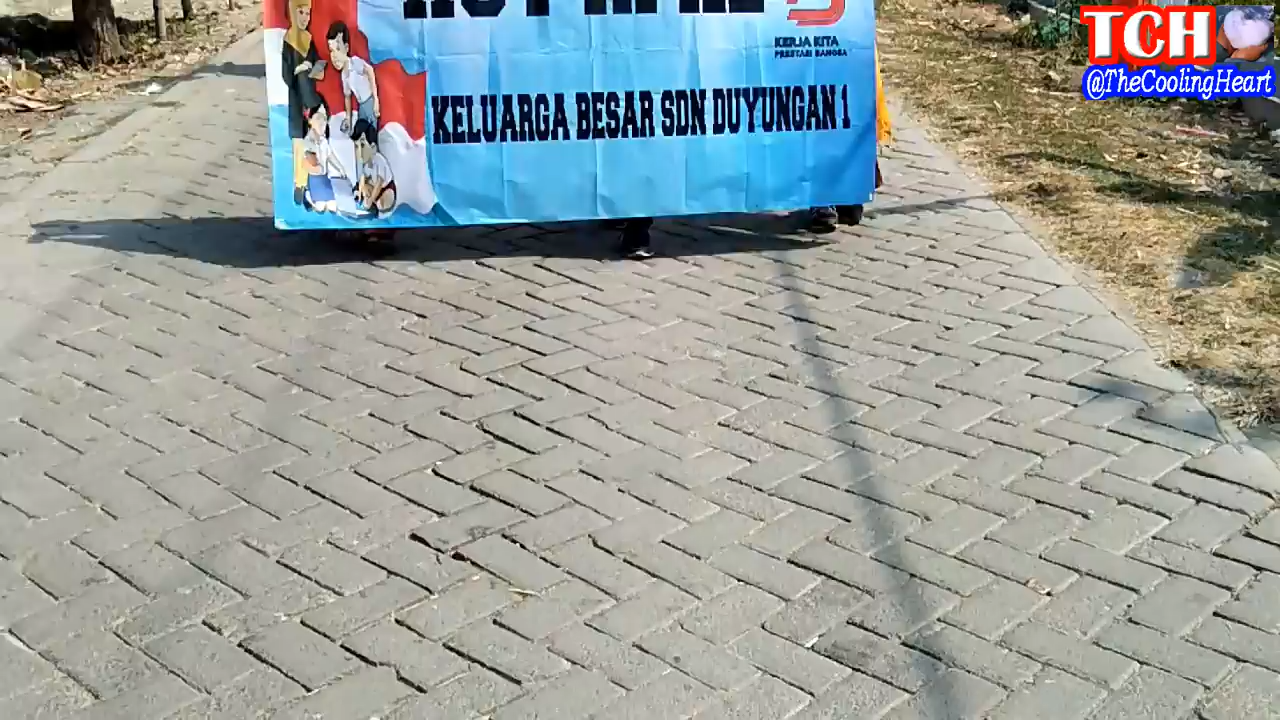 TCH
@TheCoolingHeart
KERJA KITA
PRESTASI BANGSA
KELUARGA BESAR SDN DUYUNGAN 1